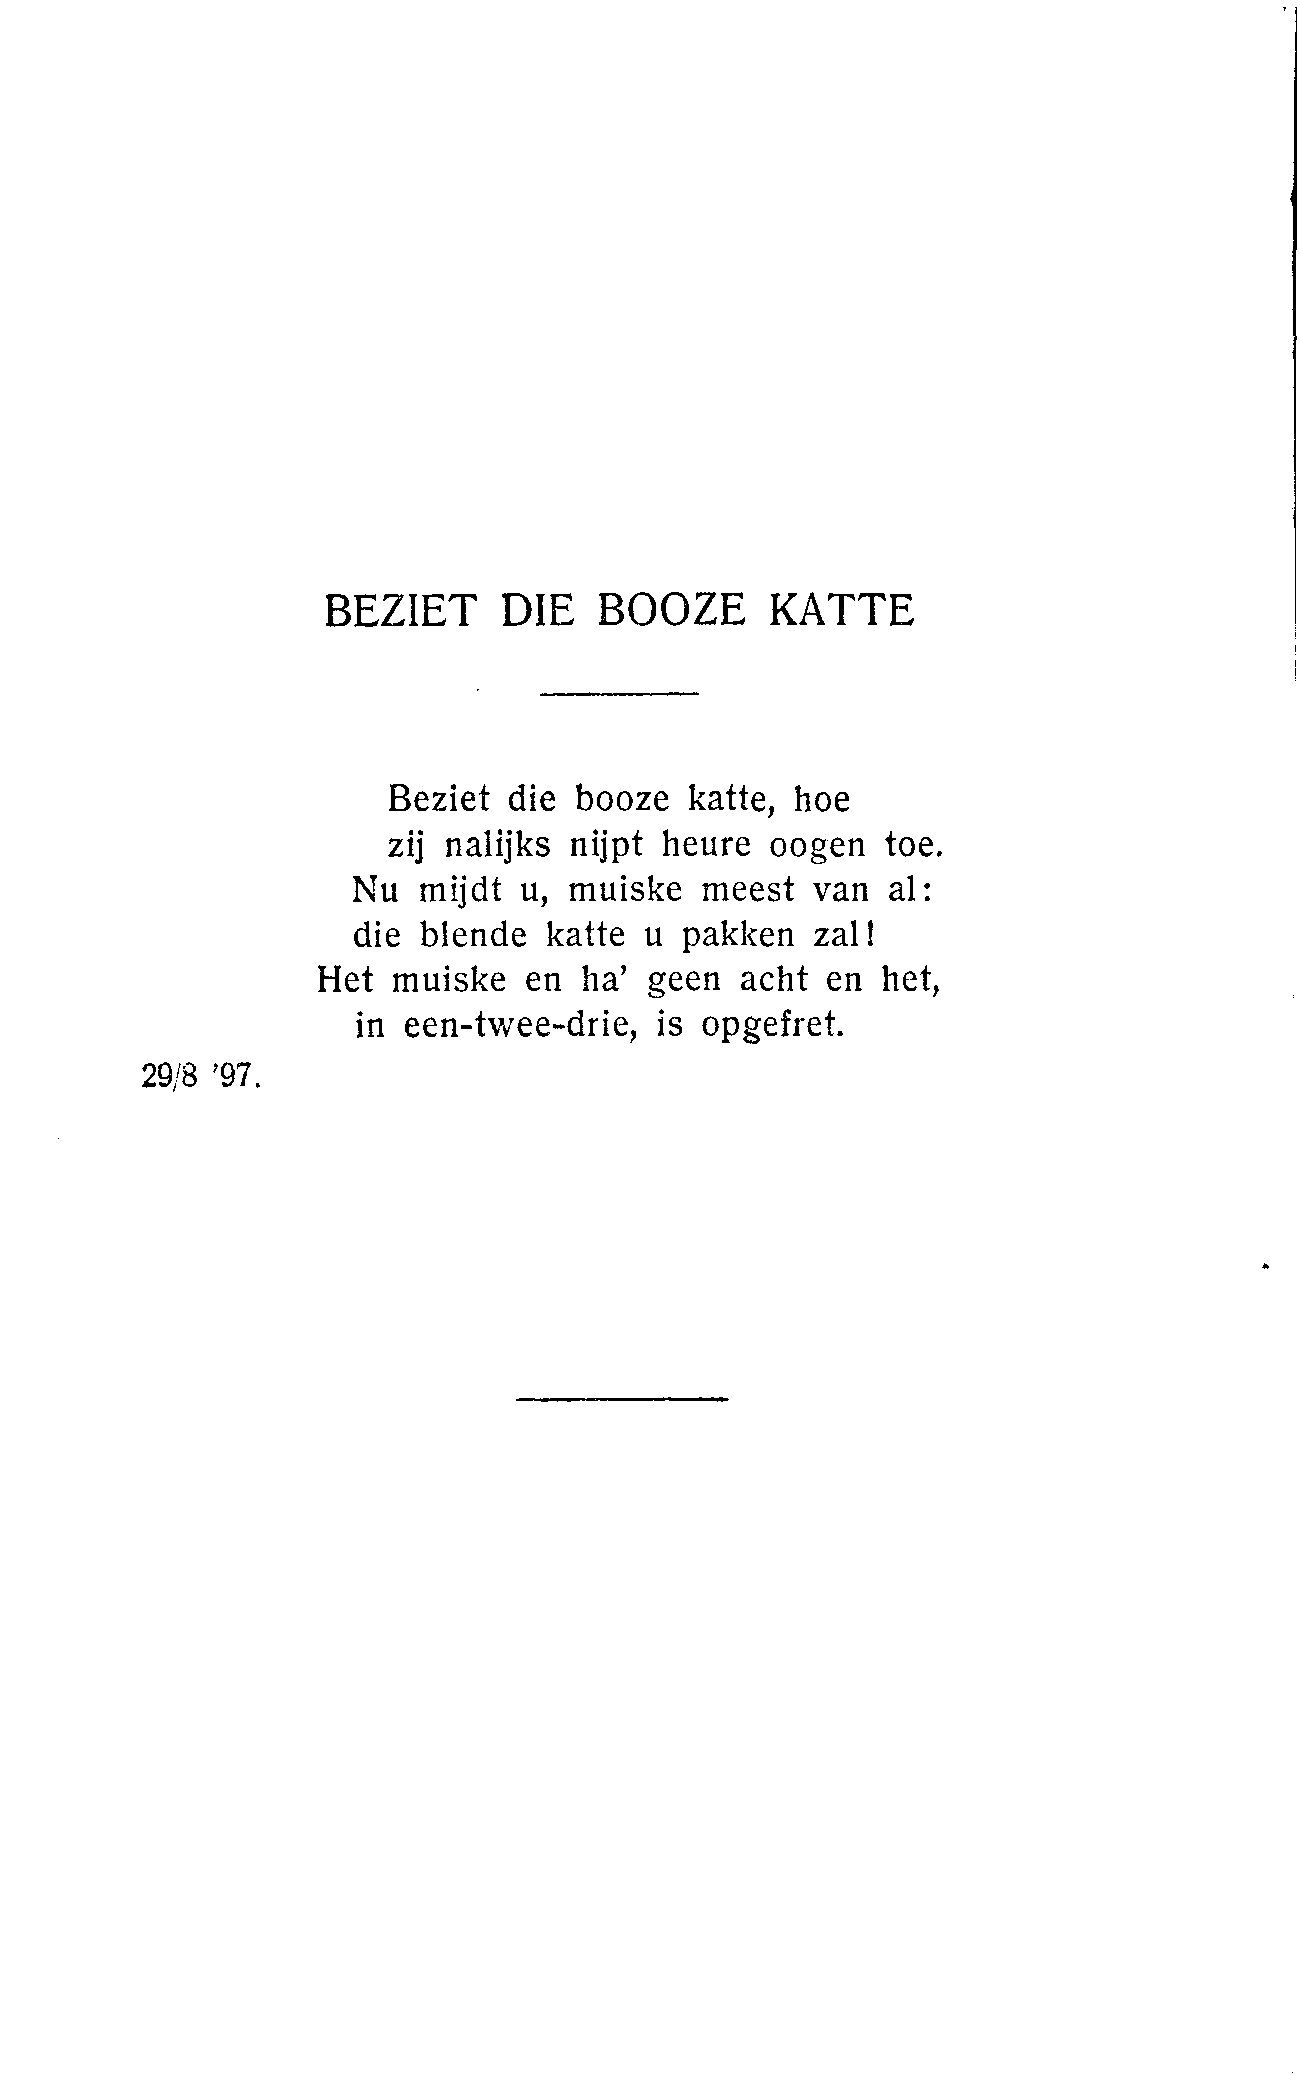 BEZIET DIE BOOZE KATTE
Beziet die booze katte, hoe
zij nalijks nijpt heure oogen toe.
Nu mijdt u, muiske meest van al:
die blende katte u pakken zal!
Het muiske en ha' geen acht en het,
in een-twee-drie, is opgefret.
29/8 '97.